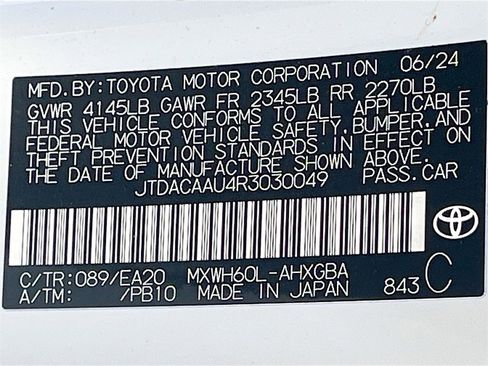 MFD. BY: TOYOTA MOTOR CORPORATION 06/24
GVWR 4145LB GAWR FR 2345LB RR 2270LB
THIS VEHICLE CONFORMS TO ALL APPLICABLE
FEDERAL MOTOR VEHICLE SAFETY, BUMPER, AND
THEFT PREVENTION STANDARDS IN EFFECT ON
THE DATE OF MANUFACTURE SHOWN ABOVE.
JTDACAAU4R3030049 PASS. CAR
C/TR: 089/EA20 MXWH60L-AHXGBA
A/TM: /PB10 MADE IN JAPAN 843 C